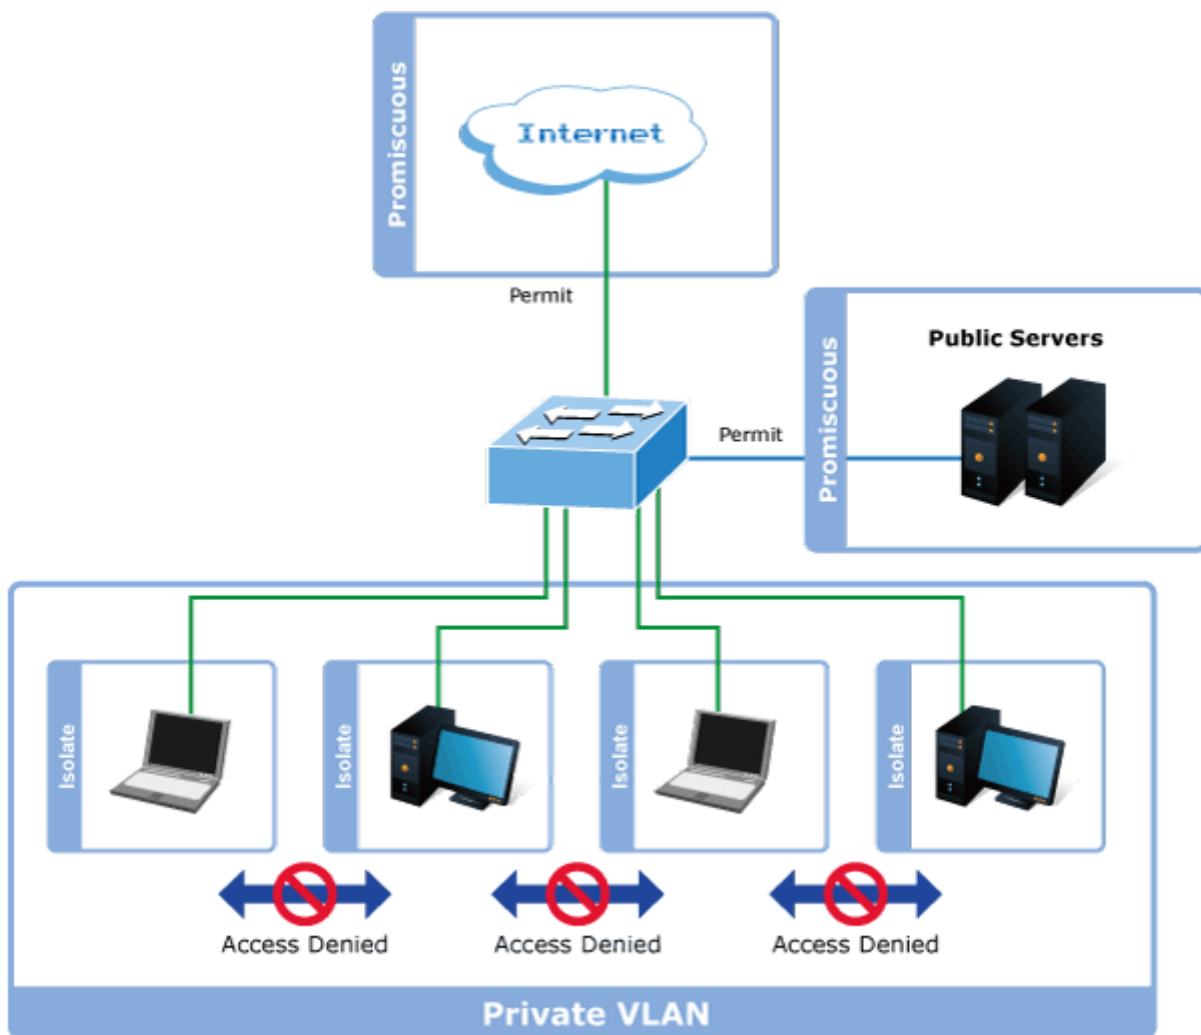 Promiscuous
Internet
Permit
Promiscuous
Public Servers
Permit
Isolate
Isolate
Isolate
Isolate
Access Denied
Access Denied
Access Denied
Private VLAN